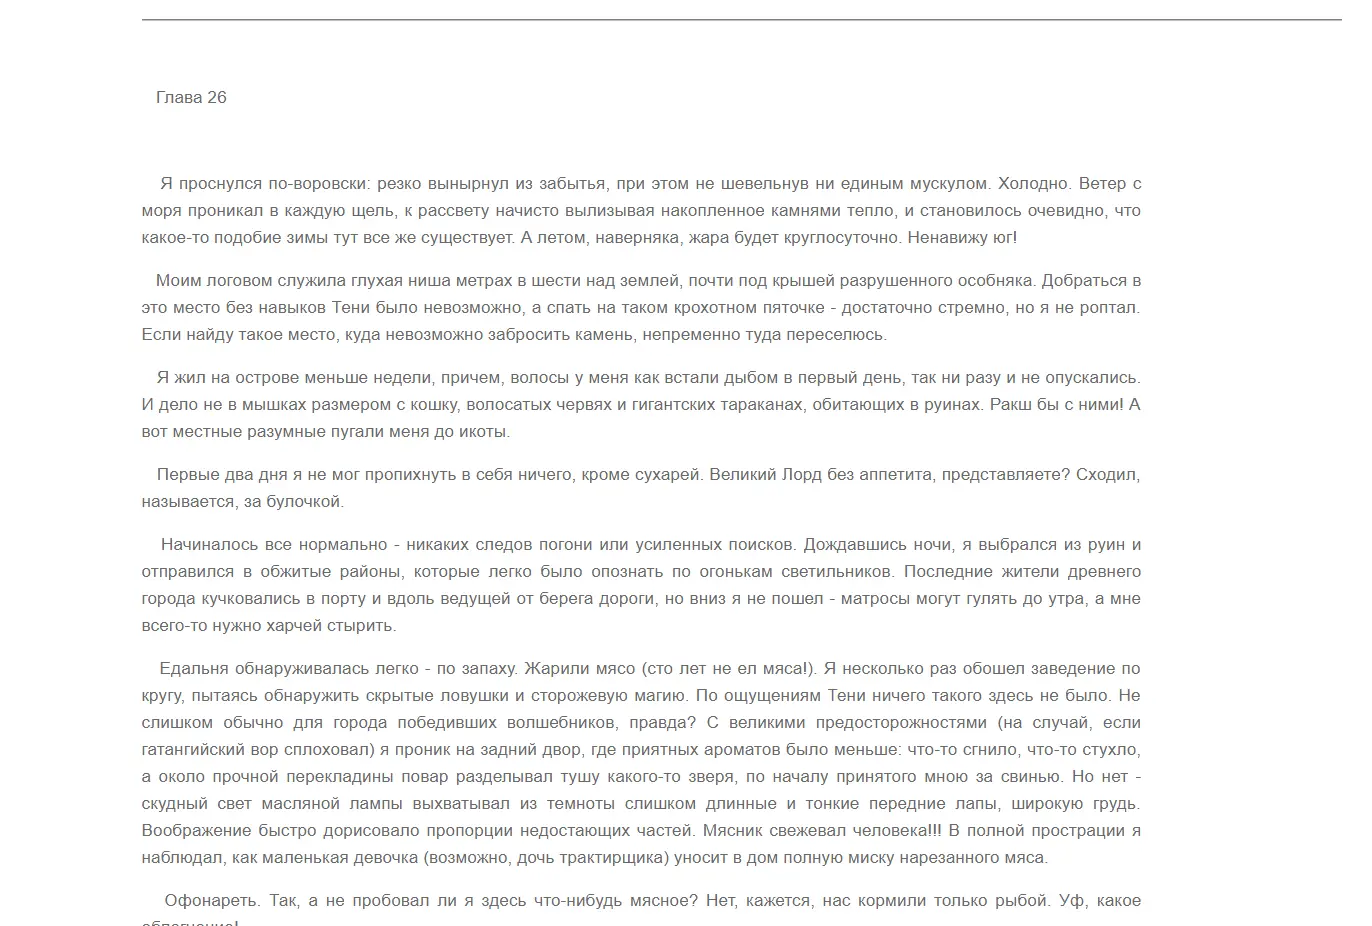 Глава 26
Я проснулся по-воровски: резко вынырнул из забытья, при этом не шевельнув ни единым мускулом. Холодно. Ветер с
моря проникал в каждую щель, к рассвету начисто вылизывая накопленное камнями тепло, и становилось очевидно, что
какое-то подобие зимы тут все же существует. А летом, наверняка, жара будет круглосуточно. Ненавижу юг!
Моим логовом служила глухая ниша метрах в шести над землей, почти под крышей разрушенного особняка. Добраться в
это место без навыков Тени было невозможно, а спать на таком крохотном пяточке - достаточно стремно, но я не роптал.
Если найду такое место, куда невозможно забросить камень, непременно туда переселюсь.
Я жил на острове меньше недели, причем, волосы у меня как встали дыбом в первый день, так ни разу и не опускались.
И дело не в мышках размером с кошку, волосатых червях и гигантских тараканах, обитающих в руинах. Ракш бы с ними! А
вот местные разумные пугали меня до икоты.
Первые два дня я не мог пропихнуть в себя ничего, кроме сухарей. Великий Лорд без аппетита, представляете? Сходил,
называется, за булочкой.
Начиналось все нормально - никаких следов погони или усиленных поисков. Дождавшись ночи, я выбрался из руин и
отправился в обжитые районы, которые легко было опознать по огонькам светильников. Последние жители древнего
города кучковались в порту и вдоль ведущей от берега дороги, но вниз я не пошел - матросы могут гулять до утра, а мне
всего-то нужно харчей стырить.
Едальня обнаруживалась легко - по запаху. Жарили мясо (сто лет не ел мяса!). Я несколько раз обошел заведение по
кругу, пытаясь обнаружить скрытые ловушки и сторожевую магию. По ощущениям Тени ничего такого здесь не было. Не
слишком обычно для города победивших волшебников, правда? С великими предосторожностями (на случай, если
гатангийский вор сплоховал) я проник на задний двор, где приятных ароматов было меньше: что-то сгнило, что-то стухло,
а около прочной перекладины повар разделывал тушу какого-то зверя, по началу принятого мною за свинью. Но нет -
скудный свет масляной лампы выхватывал из темноты слишком длинные и тонкие передние лапы, широкую грудь.
Воображение быстро дорисовало пропорции недостающих частей. Мясник свежевал человека!!! В полной прострации я
наблюдал, как маленькая девочка (возможно, дочь трактирщика) уносит в дом полную миску нарезанного мяса.
Офонареть. Так, а не пробовал ли я здесь что-нибудь мясное? Нет, кажется, нас кормили только рыбой. Уф, какое
облегчение!